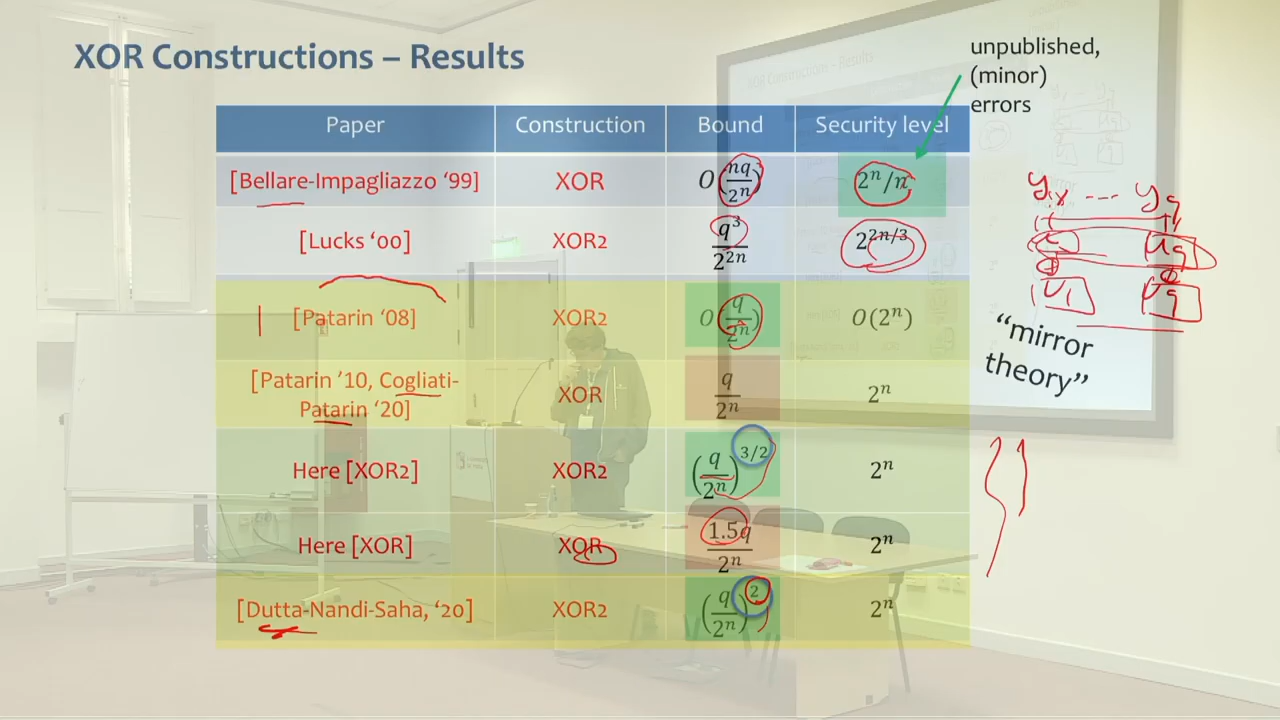 XOR Constructions – Results
unpublished,
(minor)
errors
Paper Construction Bound Security level
[Bellare-Impagliazzo ‘99] XOR O(nq/2^n) 2^n/n
[Lucks ‘00] XOR2 q^3/2^{2n} 2^{2n/3}
[Patarin ‘08] XOR2 O(q/2^n) O(2^n)
[Patarin ’10, Cogliati-
Patarin ‘20] XOR q/2^n 2^n
Here [XOR2] XOR2 (q/2^n)^{3/2} 2^n
Here [XOR] XOR 1.5q/2^n 2^n
[Dutta-Nandi-Saha, ‘20] XOR2 (q/2^n)^2 2^n
“mirror
theory”
XOR Constructions – Results